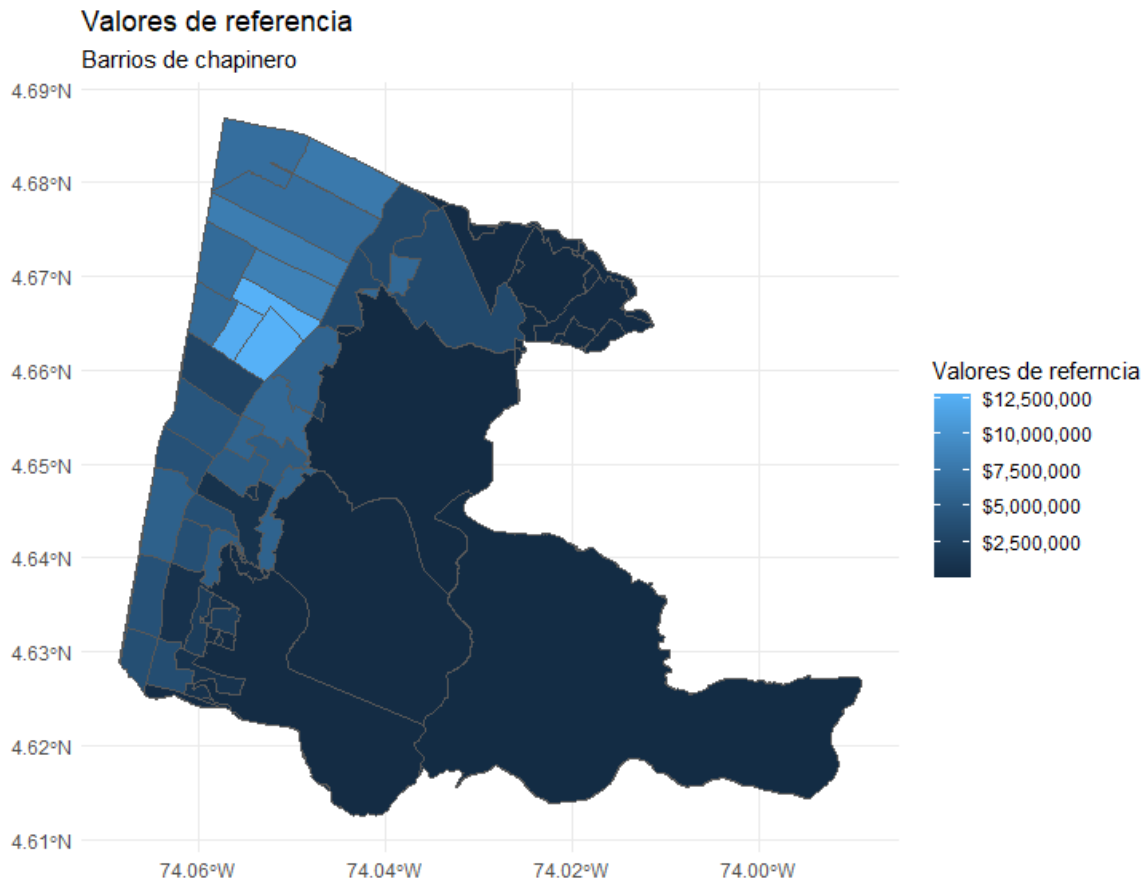 Valores de referencia
Barrios de chapinero
4.69°N
4.68°N
4.67°N
4.66°N
4.65°N
4.64°N
4.63°N
4.62°N
4.61°N
74.06°W
74.04°W
74.02°W
74.00°W
Valores de referncia
$12,500,000
$10,000,000
$7,500,000
$5,000,000
$2,500,000